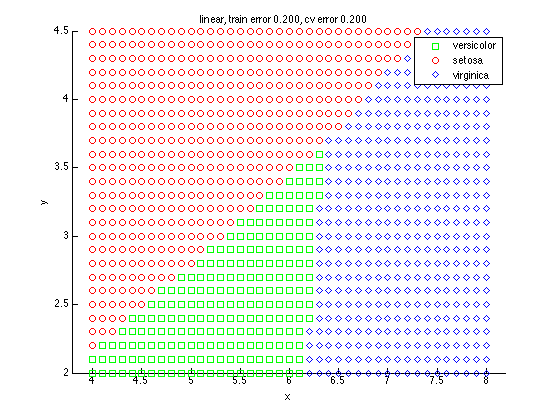 linear, train error 0.200, cv error 0.200
4.5
versicolor
setosa
virginica
4
3.5
y
3
2.5
2
4 4.5 5 5.5 6 6.5 7 7.5 8
x